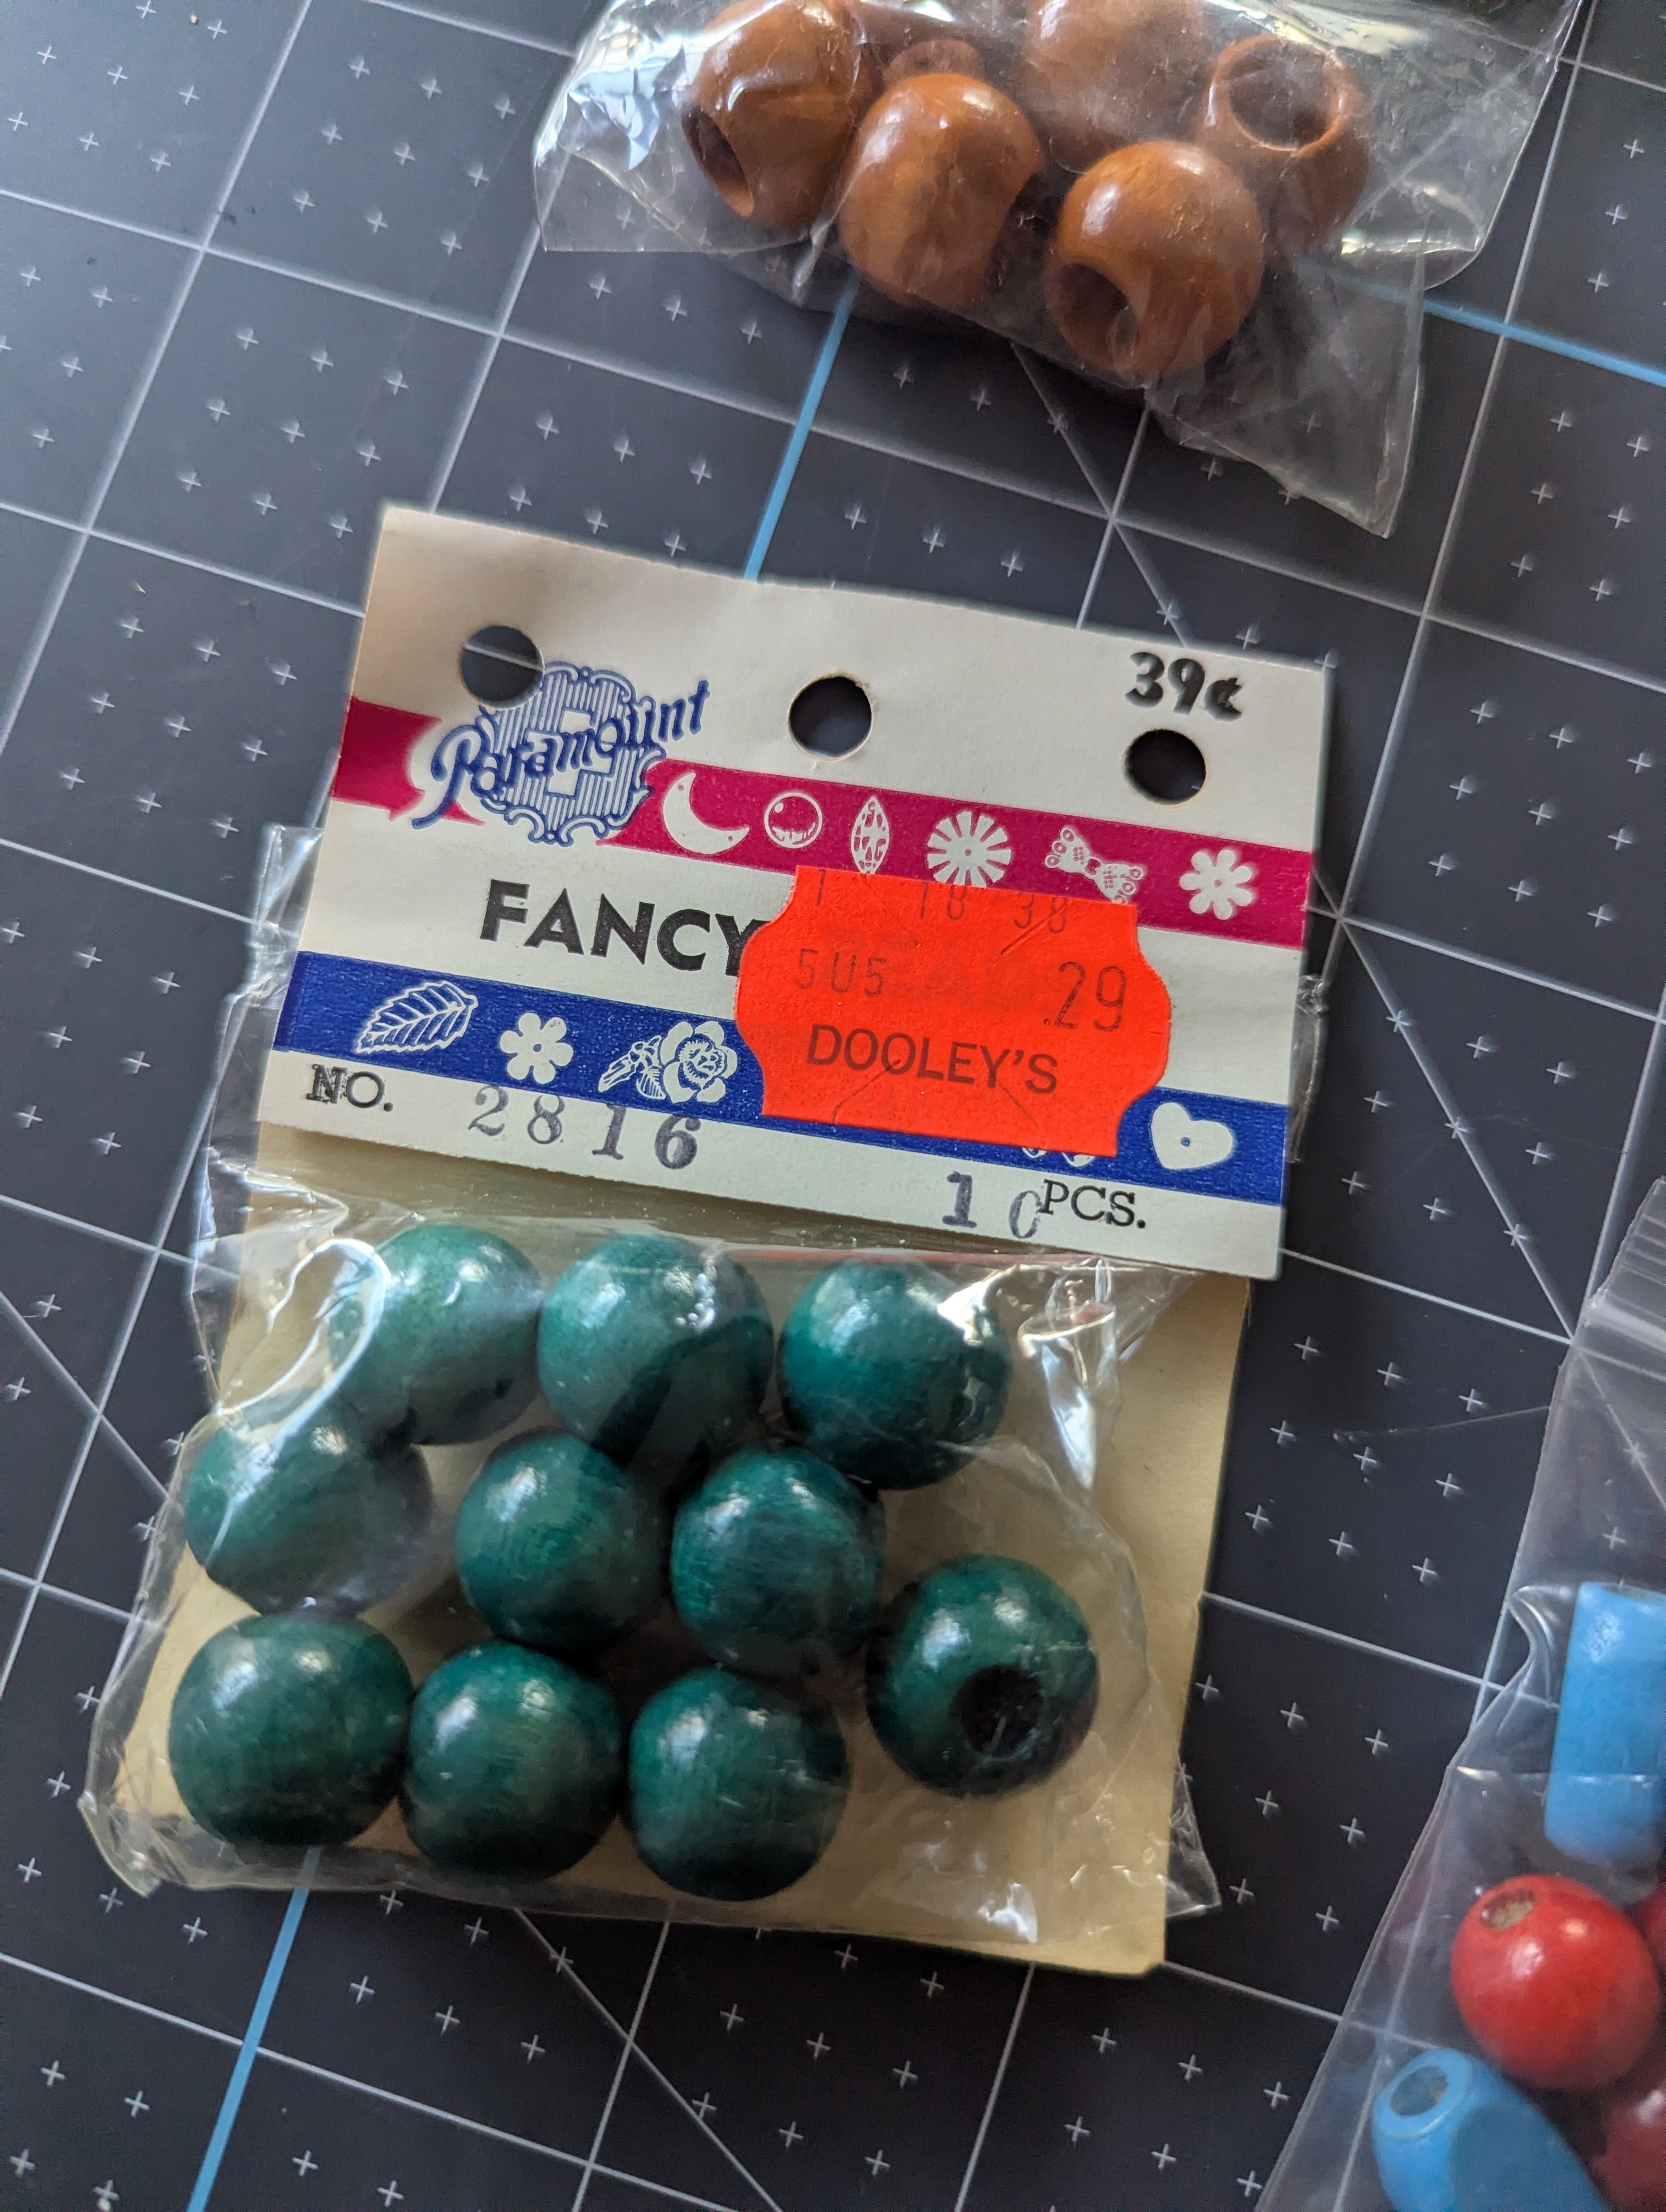 39¢
Paramount
FANCY
1 18 38
5U5 .29
DOOLEY'S
NO. 2816
10 PCS.